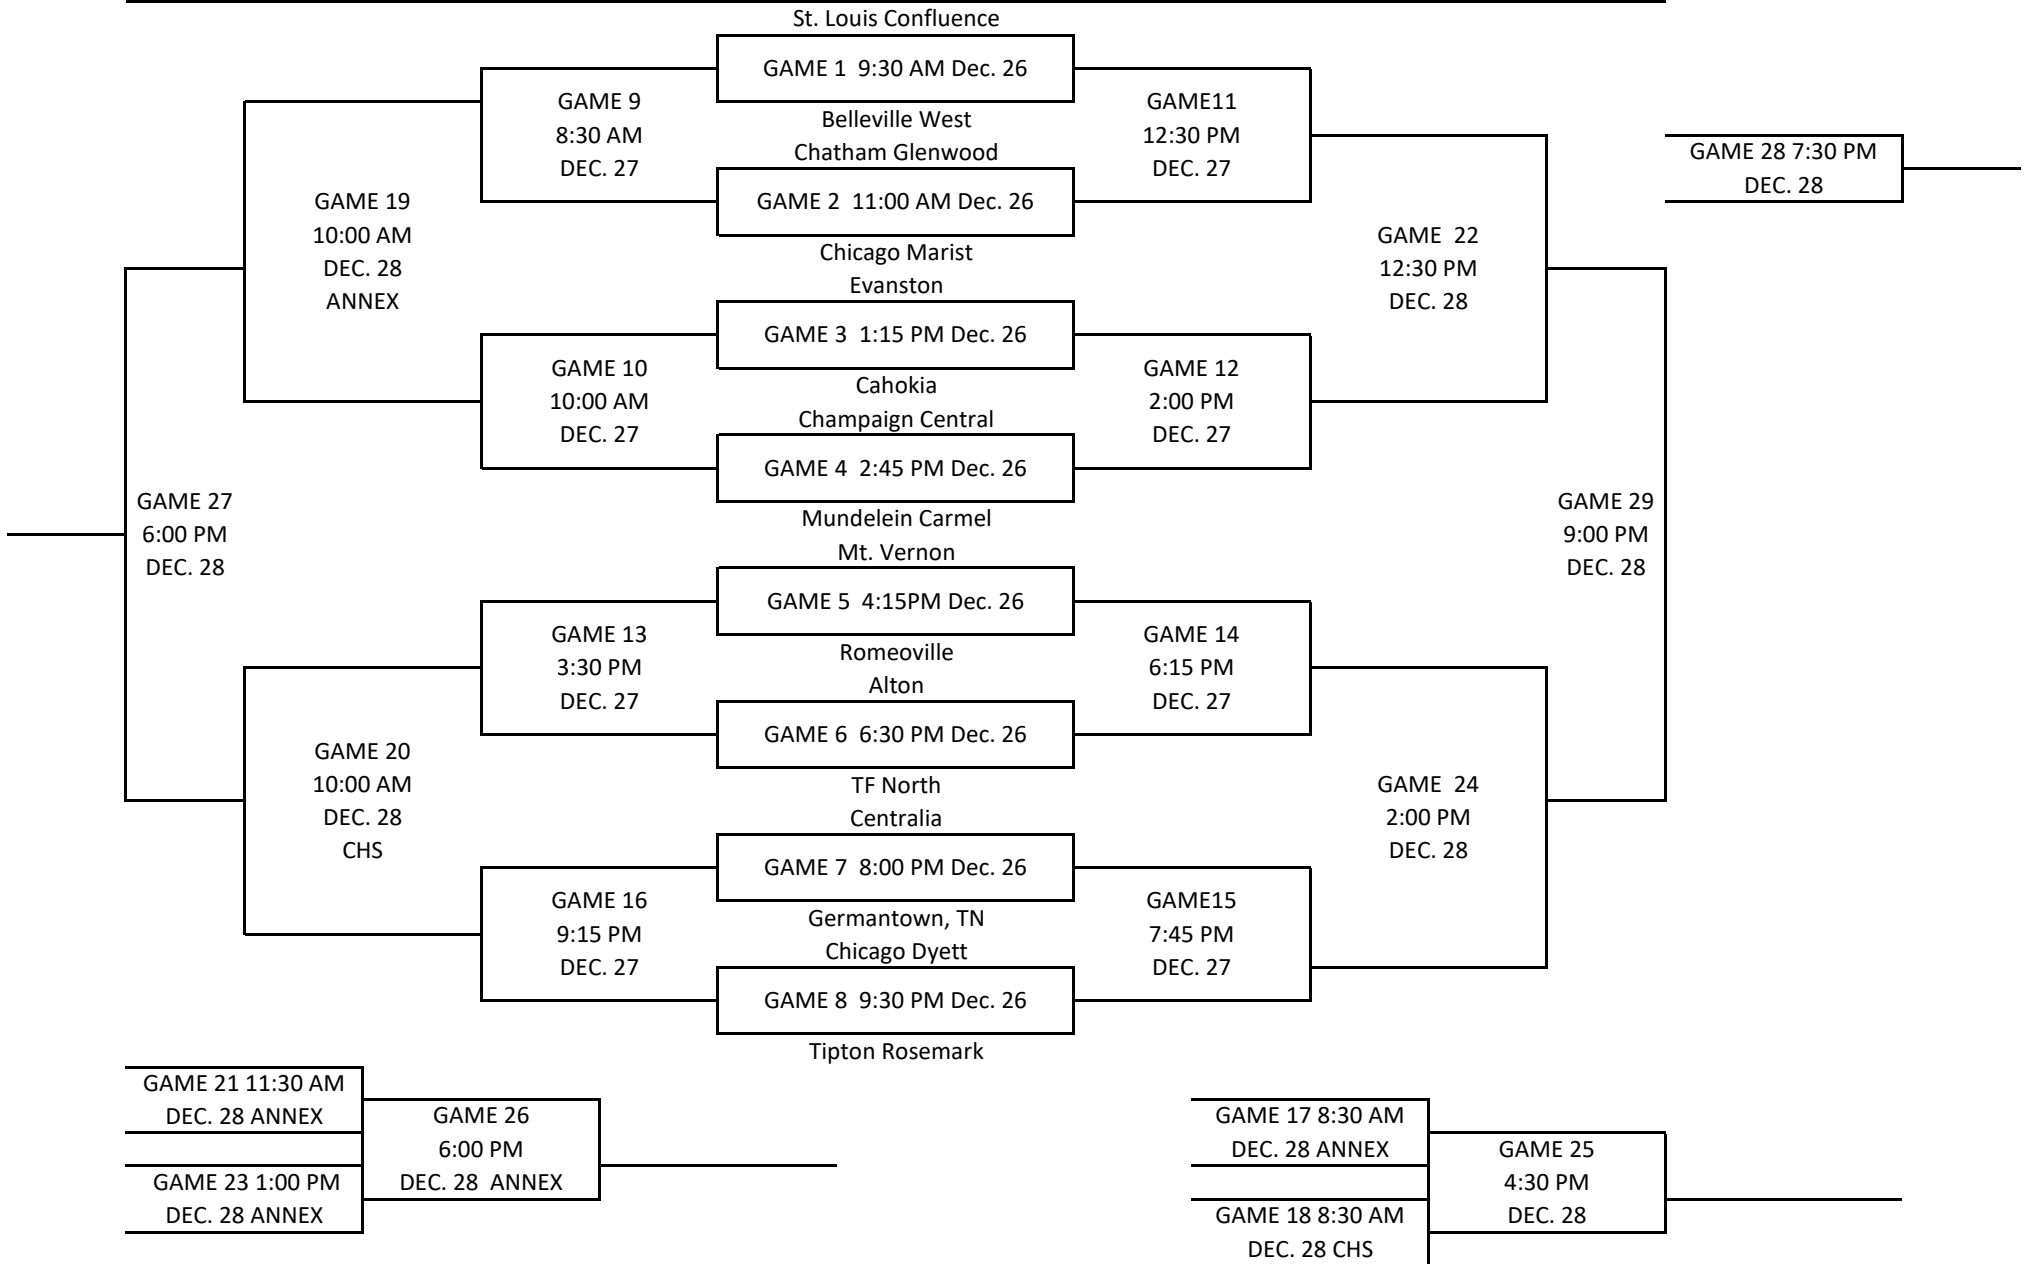 St. Louis Confluence
GAME 1  9:30 AM Dec. 26
GAME 9
8:30 AM
DEC. 27
Belleville West
Chatham Glenwood
GAME11
12:30 PM
DEC. 27
GAME 28 7:30 PM
DEC. 28
GAME 2  11:00 AM Dec. 26
GAME 19
10:00 AM
DEC. 28
ANNEX
Chicago Marist
Evanston
GAME  22
12:30 PM
DEC. 28
GAME 3  1:15 PM Dec. 26
GAME 10
10:00 AM
DEC. 27
Cahokia
Champaign Central
GAME 12
2:00 PM
DEC. 27
GAME 4  2:45 PM Dec. 26
GAME 27
6:00 PM
DEC. 28
Mundelein Carmel
Mt. Vernon
GAME 29
9:00 PM
DEC. 28
GAME 5  4:15PM Dec. 26
GAME 13
3:30 PM
DEC. 27
Romeoville
Alton
GAME 14
6:15 PM
DEC. 27
GAME 6  6:30 PM Dec. 26
GAME 20
10:00 AM
DEC. 28
CHS
TF North
Centralia
GAME  24
2:00 PM
DEC. 28
GAME 7  8:00 PM Dec. 26
GAME 16
9:15 PM
DEC. 27
Germantown, TN
Chicago Dyett
GAME15
7:45 PM
DEC. 27
GAME 8  9:30 PM Dec. 26
Tipton Rosemark
GAME 21 11:30 AM
DEC. 28 ANNEX
GAME 26
6:00 PM
DEC. 28  ANNEX
GAME 23 1:00 PM
DEC. 28 ANNEX
GAME 17 8:30 AM
DEC. 28 ANNEX
GAME 25
4:30 PM
DEC. 28
GAME 18 8:30 AM
DEC. 28 CHS